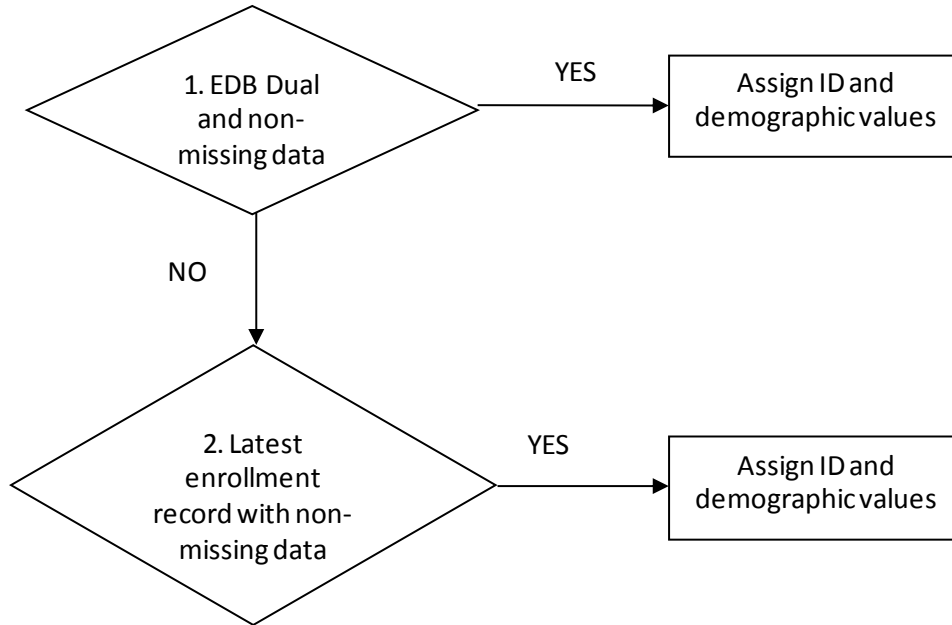 1. EDB Dual
and non-
missing data
YES
Assign ID and
demographic values
NO
2. Latest
enrollment
record with non-
missing data
YES
Assign ID and
demographic values